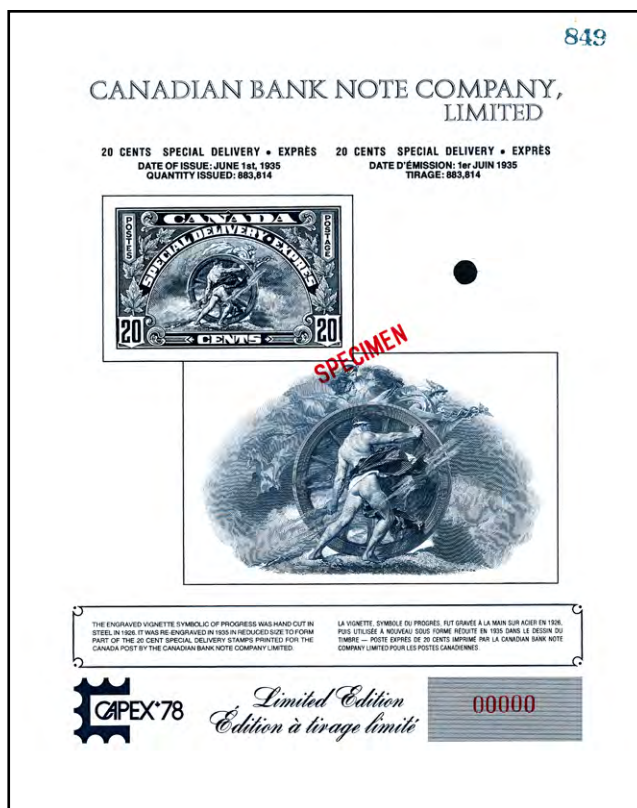 849
CANADIAN BANK NOTE COMPANY,
LIMITED
20 CENTS SPECIAL DELIVERY • EXPRÈS
DATE OF ISSUE: JUNE 1st, 1935
QUANTITY ISSUED: 883,814
20 CENTS SPECIAL DELIVERY • EXPRÈS
DATE D'ÉMISSION: 1er JUIN 1935
TIRAGE: 883,814
CANADA
POSTES
SPECIAL DELIVERY·EXPRES
POSTAGE
20
CENTS
20
SPECIMEN
THE ENGRAVED VIGNETTE SYMBOLIC OF PROGRESS WAS HAND CUT IN
STEEL IN 1926. IT WAS RE-ENGRAVED IN 1935 IN REDUCED SIZE TO FORM
PART OF THE 20 CENT SPECIAL DELIVERY STAMPS PRINTED FOR THE
CANADA POST BY THE CANADIAN BANK NOTE COMPANY LIMITED.
LA VIGNETTE, SYMBOLE DU PROGRÈS, FUT GRAVÉE À LA MAIN SUR ACIER EN 1926,
PUIS UTILISÉE À NOUVEAU SOUS FORME RÉDUITE EN 1935 DANS LE DESSIN DU
TIMBRE — POSTE EXPRÈS DE 20 CENTS IMPRIMÉ PAR LA CANADIAN BANK NOTE
COMPANY LIMITED POUR LES POSTES CANADIENNES.
CAPEX'78
Limited Edition
Édition à tirage limité
00000